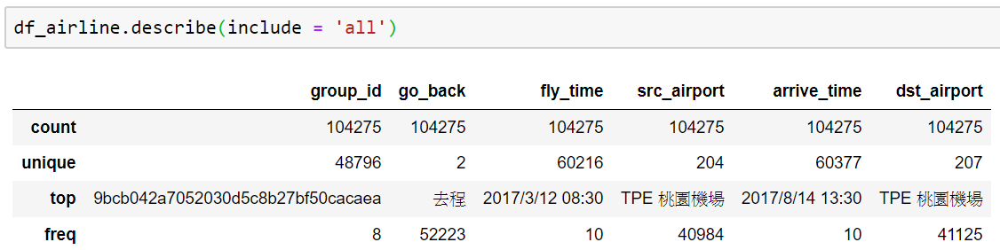 df_airline.describe(include = 'all')
group_id go_back fly_time src_airport arrive_time dst_airport
count 104275 104275 104275 104275 104275 104275
unique 48796 2 60216 204 60377 207
top 9bcb042a7052030d5c8b27bf50cacaea 去程 2017/3/12 08:30 TPE 桃園機場 2017/8/14 13:30 TPE 桃園機場
freq 8 52223 10 40984 10 41125